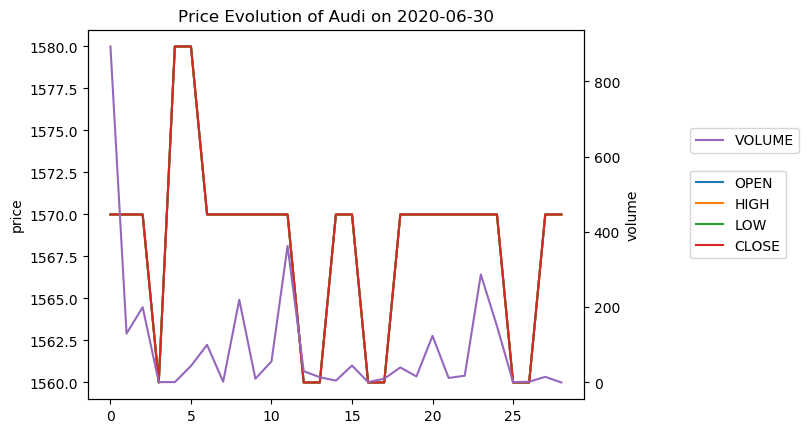 Price Evolution of Audi on 2020-06-30
price
1580.0
1577.5
1575.0
1572.5
1570.0
1567.5
1565.0
1562.5
1560.0
0
5
10
15
20
25
800
600
400
200
0
volume
VOLUME
OPEN
HIGH
LOW
CLOSE